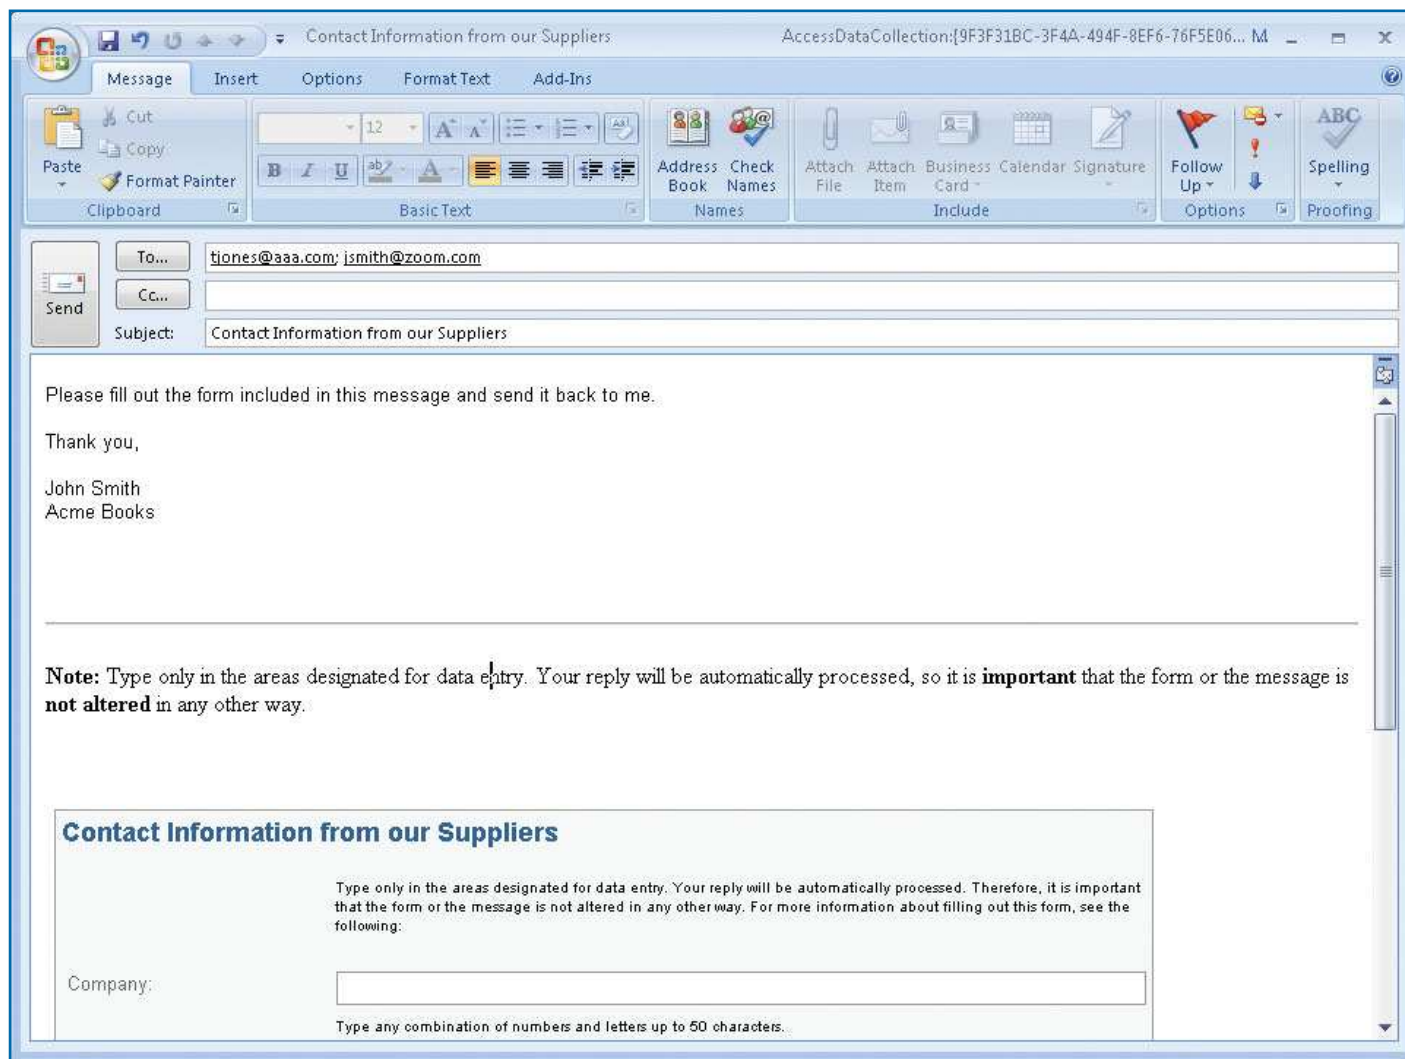 Contact Information from our Suppliers AccessDataCollection:{9F3F31BC-3F4A-494F-8EF6-76F5E06... M
Message Insert Options Format Text Add-Ins
Cut
Copy
Format Painter
Paste
Clipboard
12
B I U ab A
Basic Text
Address Book
Check Names
Names
Attach File
Attach Item
Business Card
Calendar
Signature
Include
Follow Up
Options
ABC
Spelling
Proofing
Send
To... tjones@aaa.com; jsmith@zoom.com
Cc...
Subject: Contact Information from our Suppliers
Please fill out the form included in this message and send it back to me.
Thank you,
John Smith
Acme Books
Note: Type only in the areas designated for data entry. Your reply will be automatically processed, so it is important that the form or the message is
not altered in any other way.
Contact Information from our Suppliers
Type only in the areas designated for data entry. Your reply will be automatically processed. Therefore, it is important
that the form or the message is not altered in any other way. For more information about filling out this form, see the
following:
Company:
Type any combination of numbers and letters up to 50 characters.